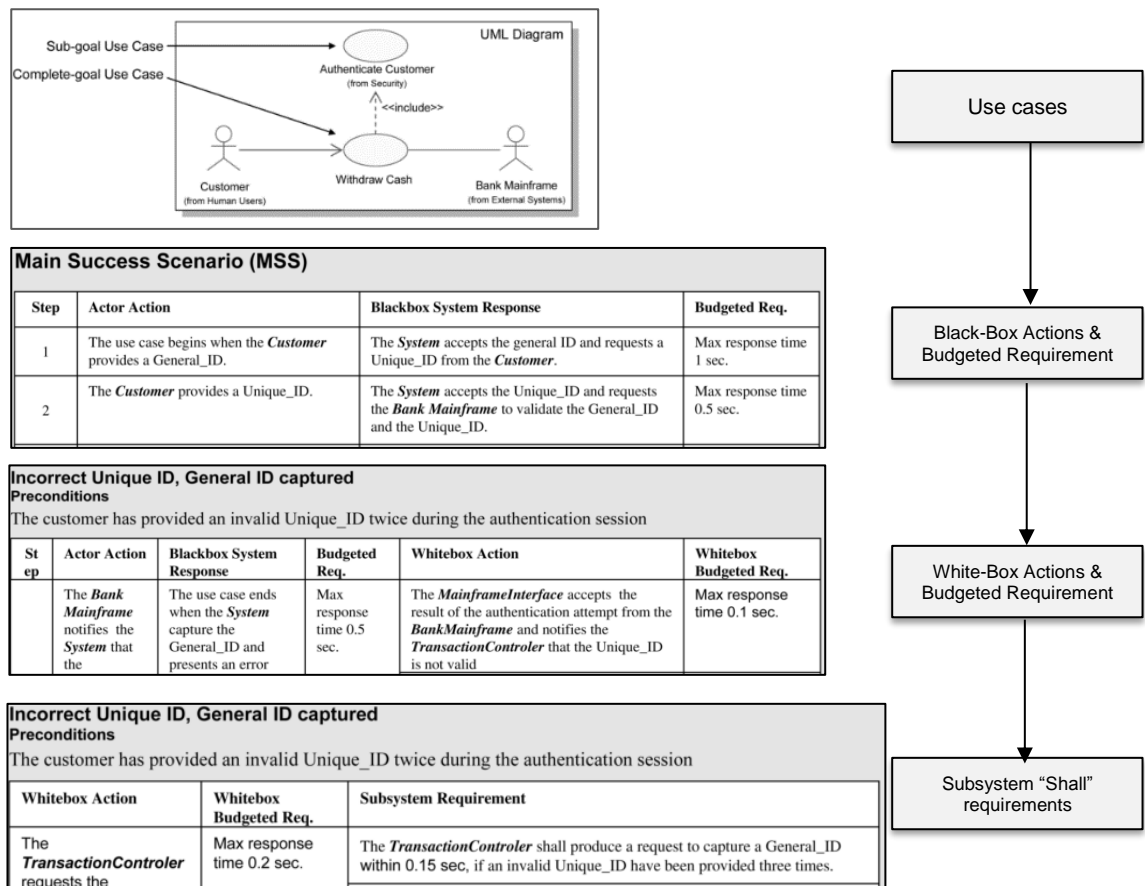 UML Diagram
Sub-goal Use Case
Complete-goal Use Case
Authenticate Customer
(from Security)
<<include>>
Customer
(from Human Users)
Withdraw Cash
Bank Mainframe
(from External Systems)
Use cases
Main Success Scenario (MSS)
Step
Actor Action
Blackbox System Response
Budgeted Req.
1
The use case begins when the Customer
provides a General_ID.
The System accepts the general ID and requests a
Unique_ID from the Customer.
Max response time
1 sec.
2
The Customer provides a Unique_ID.
The System accepts the Unique_ID and requests
the Bank Mainframe to validate the General_ID
and the Unique_ID.
Max response time
0.5 sec.
Black-Box Actions &
Budgeted Requirement
Incorrect Unique ID, General ID captured
Preconditions
The customer has provided an invalid Unique_ID twice during the authentication session
St
ep
Actor Action
Blackbox System
Response
Budgeted
Req.
Whitebox Action
Whitebox
Budgeted Req.
The Bank
Mainframe
notifies the
System that
the
The use case ends
when the System
capture the
General_ID and
presents an error
Max
response
time 0.5
sec.
The MainframeInterface accepts the
result of the authentication attempt from the
BankMainframe and notifies the
TransactionControler that the Unique_ID
is not valid
Max response
time 0.1 sec.
White-Box Actions &
Budgeted Requirement
Incorrect Unique ID, General ID captured
Preconditions
The customer has provided an invalid Unique_ID twice during the authentication session
Whitebox Action
Whitebox
Budgeted Req.
Subsystem Requirement
The
TransactionControler
requests the
Max response
time 0.2 sec.
The TransactionControler shall produce a request to capture a General_ID
within 0.15 sec, if an invalid Unique_ID have been provided three times.
Subsystem “Shall”
requirements